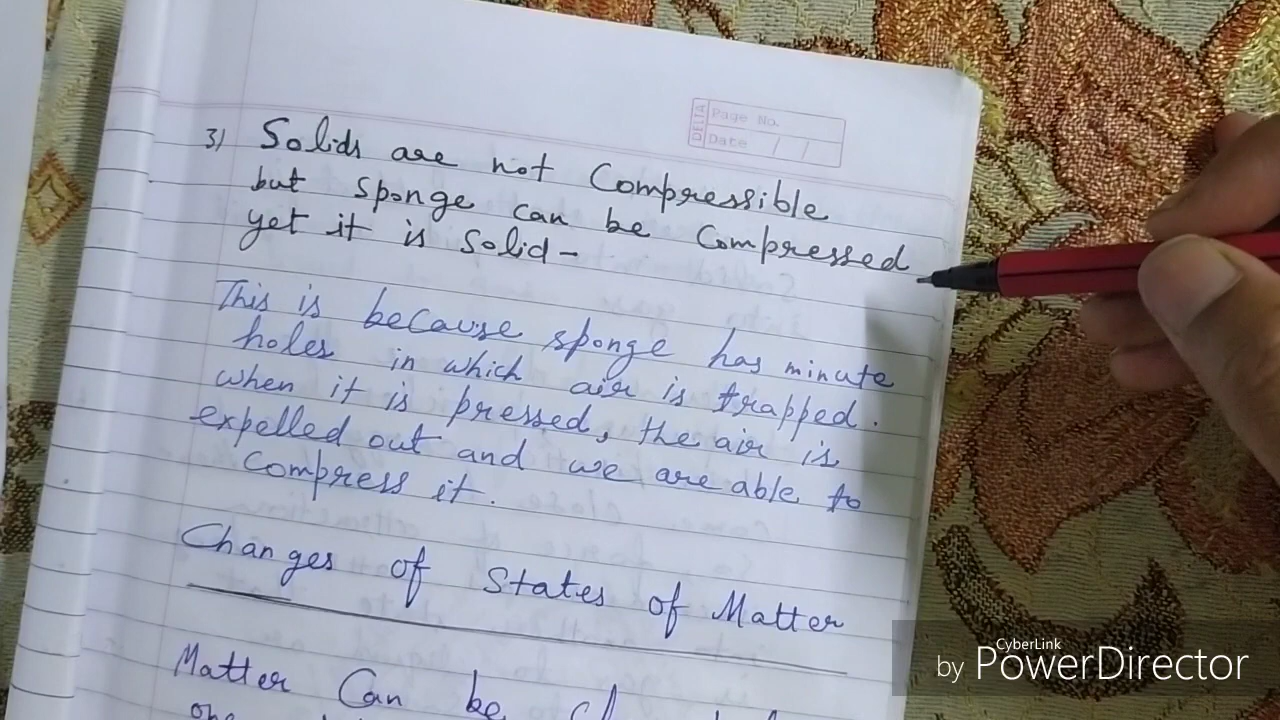 DELTA
Page No.
Date / /
3) Solids are not Compressible
but sponge can be Compressed
yet it is solid-
This is because sponge has minute
holes in which air is trapped.
when it is pressed, the air is
expelled out and we are able to
compress it.
Changes of States of Matter
Matter Can be
CyberLink
by PowerDirector